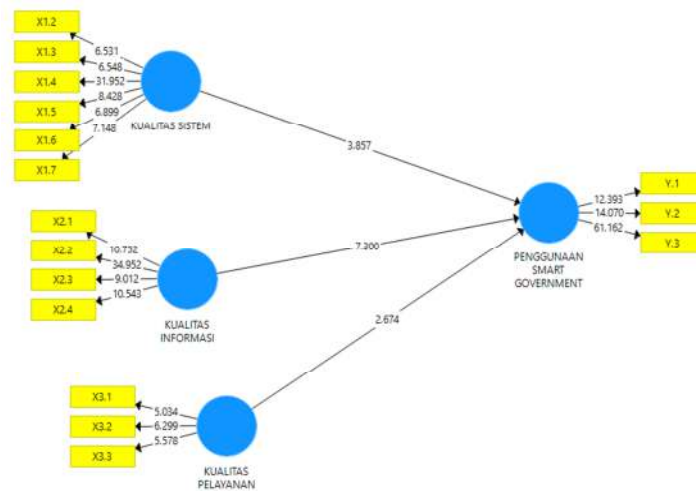 X1.2
X1.3
X1.4
X1.5
X1.6
X1.7
6.531
6.548
31.952
8.428
6.899
7.148
KUALITAS SISTEM
3.857
X2.1
X2.2
X2.3
X2.4
10.732
34.952
9.012
10.543
KUALITAS
INFORMASI
7.300
X3.1
X3.2
X3.3
5.034
6.299
5.578
KUALITAS
PELAYANAN
2.674
PENGGUNAAN
SMART
GOVERNMENT
12.393
14.070
61.162
Y.1
Y.2
Y.3